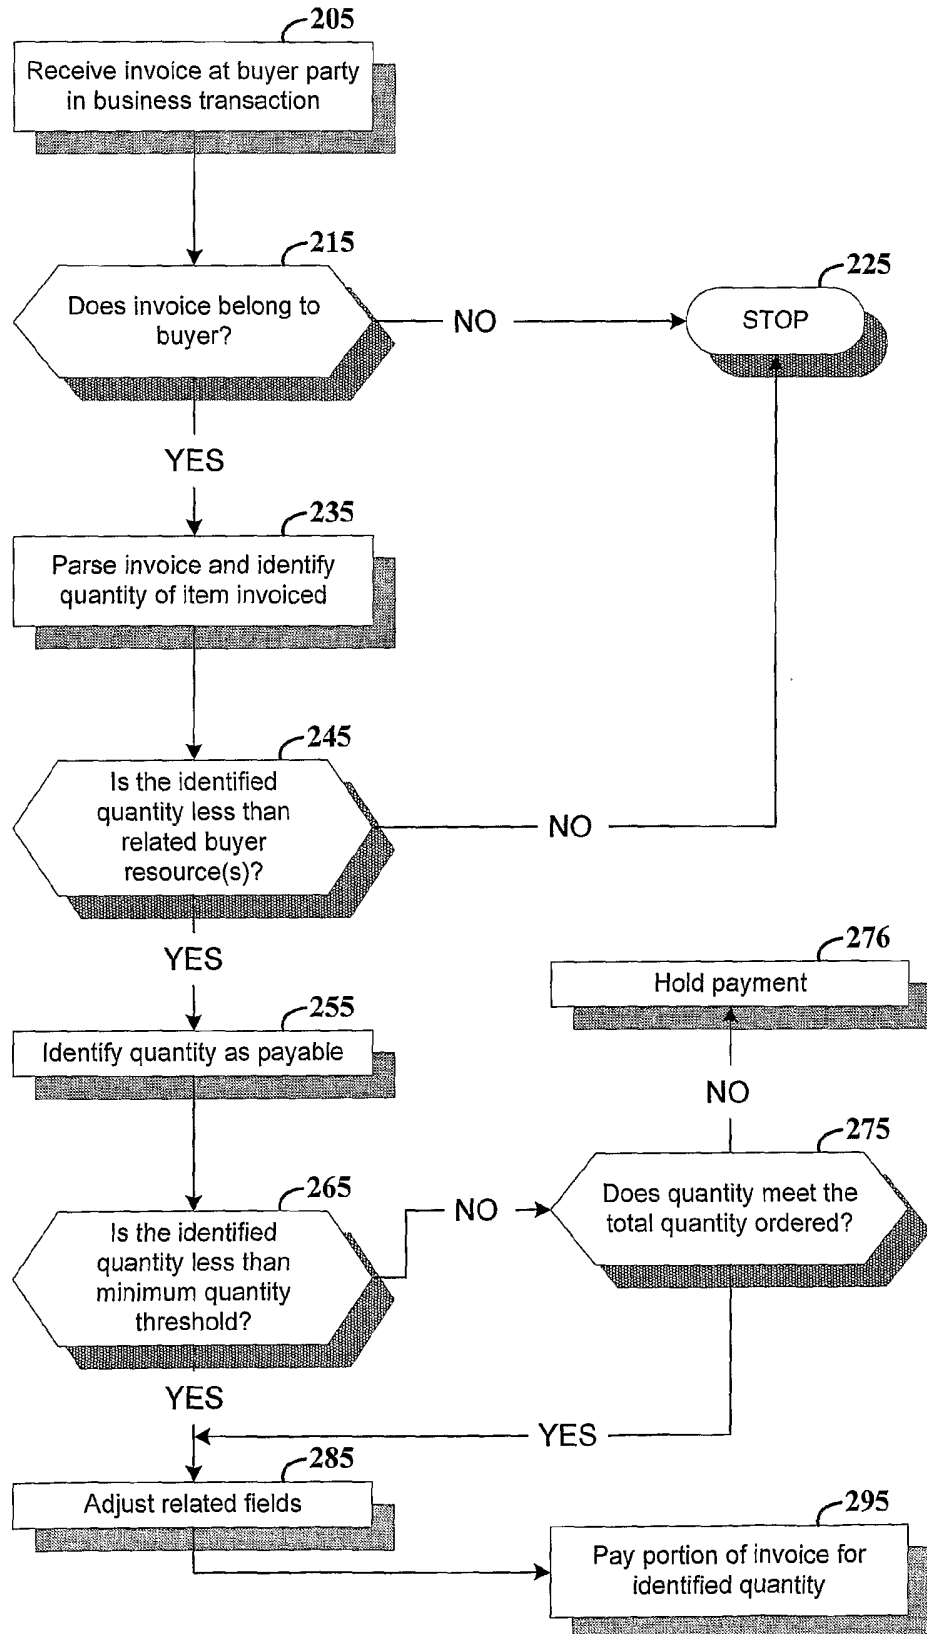 205
Receive invoice at buyer party
in business transaction
215
Does invoice belong to
buyer?
NO
225
STOP
YES
235
Parse invoice and identify
quantity of item invoiced
245
Is the identified
quantity less than
related buyer
resource(s)?
NO
YES
276
Hold payment
255
Identify quantity as payable
NO
275
Does quantity meet the
total quantity ordered?
265
Is the identified
quantity less than
minimum quantity
threshold?
NO
YES
YES
285
Adjust related fields
295
Pay portion of invoice for
identified quantity